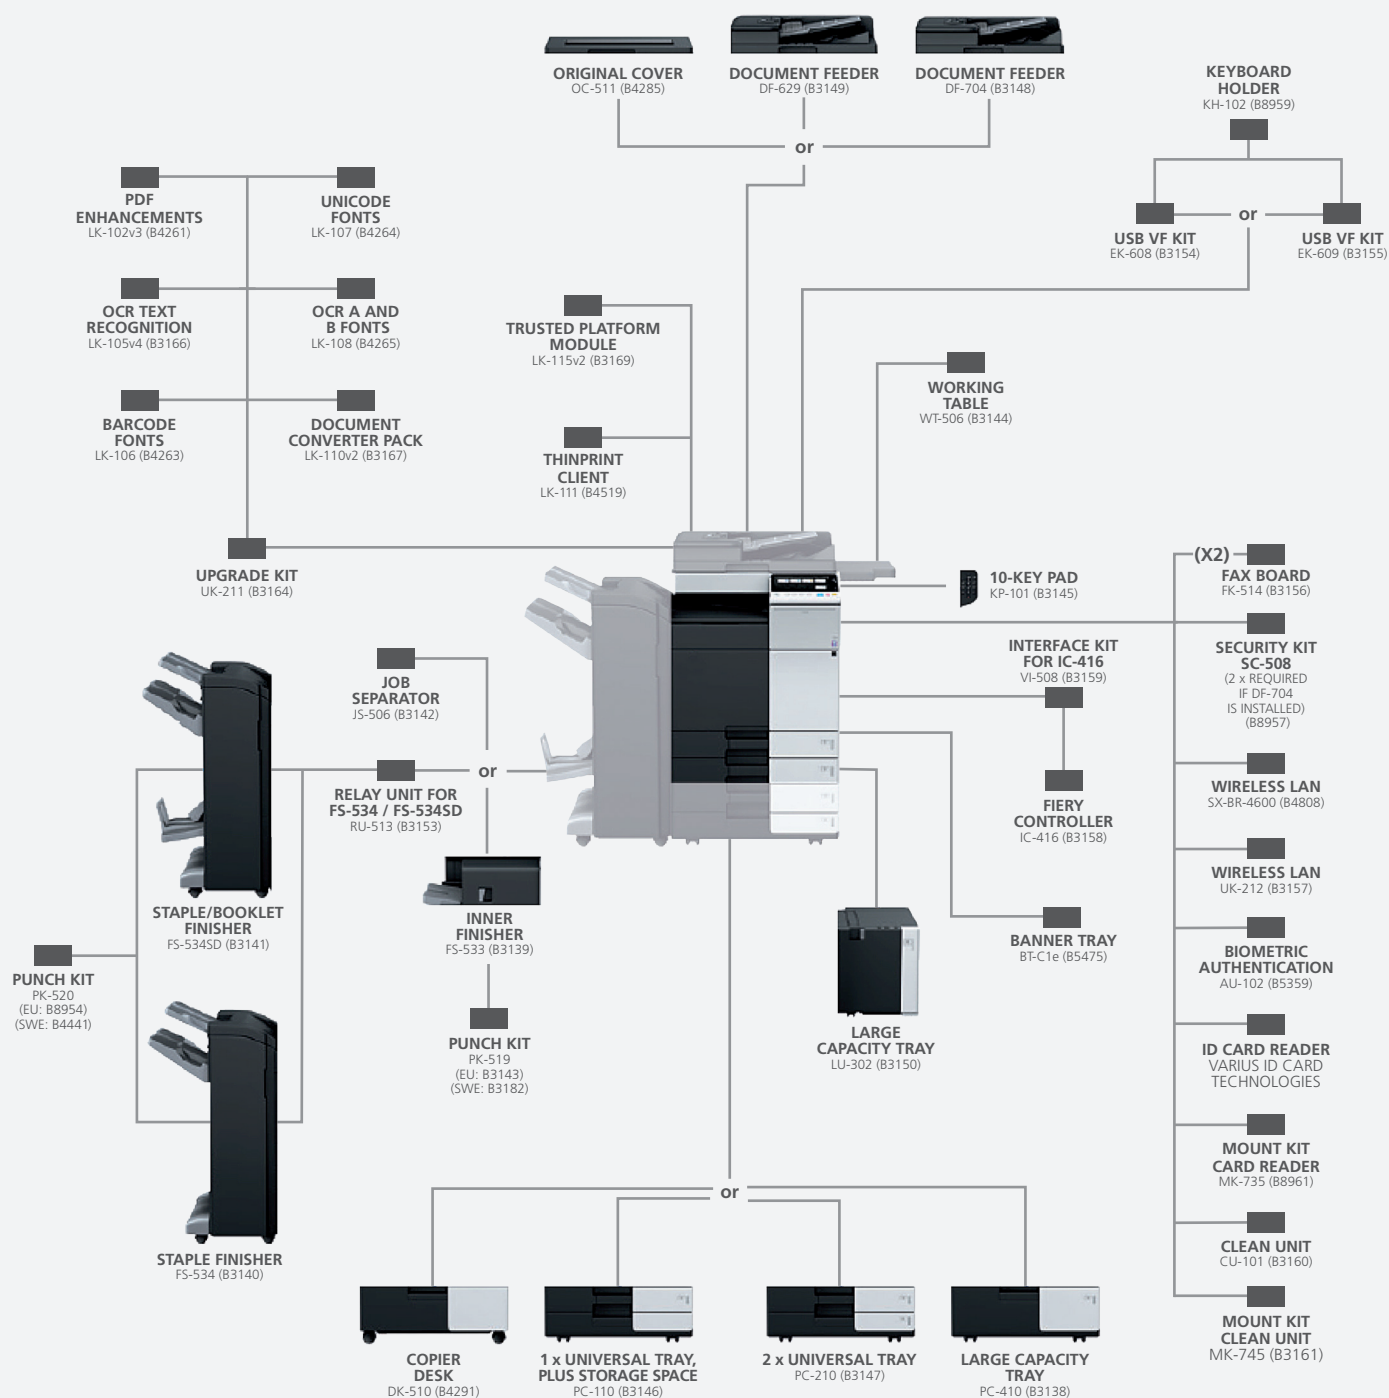 ORIGINAL COVER
OC-511 (B4285)
DOCUMENT FEEDER
DF-629 (B3149)
DOCUMENT FEEDER
DF-704 (B3148)
or
KEYBOARD
HOLDER
KH-102 (B8959)
or
USB VF KIT
EK-608 (B3154)
USB VF KIT
EK-609 (B3155)
PDF
ENHANCEMENTS
LK-102v3 (B4261)
UNICODE
FONTS
LK-107 (B4264)
OCR TEXT
RECOGNITION
LK-105v4 (B3166)
OCR A AND
B FONTS
LK-108 (B4265)
BARCODE
FONTS
LK-106 (B4263)
DOCUMENT
CONVERTER PACK
LK-110v2 (B3167)
UPGRADE KIT
UK-211 (B3164)
TRUSTED PLATFORM
MODULE
LK-115v2 (B3169)
THINPRINT
CLIENT
LK-111 (B4519)
WORKING
TABLE
WT-506 (B3144)
10-KEY PAD
KP-101 (B3145)
INTERFACE KIT
FOR IC-416
VI-508 (B3159)
FIERY
CONTROLLER
IC-416 (B3158)
BANNER TRAY
BT-C1e (B5475)
LARGE
CAPACITY TRAY
LU-302 (B3150)
(X2)
FAX BOARD
FK-514 (B3156)
SECURITY KIT
SC-508
(2 x REQUIRED
IF DF-704
IS INSTALLED)
(B8957)
WIRELESS LAN
SX-BR-4600 (B4808)
WIRELESS LAN
UK-212 (B3157)
BIOMETRIC
AUTHENTICATION
AU-102 (B5359)
ID CARD READER
VARIUS ID CARD
TECHNOLOGIES
MOUNT KIT
CARD READER
MK-735 (B8961)
CLEAN UNIT
CU-101 (B3160)
MOUNT KIT
CLEAN UNIT
MK-745 (B3161)
JOB
SEPARATOR
JS-506 (B3142)
or
RELAY UNIT FOR
FS-534 / FS-534SD
RU-513 (B3153)
INNER
FINISHER
FS-533 (B3139)
PUNCH KIT
PK-519
(EU: B3143)
(SWE: B3182)
STAPLE/BOOKLET
FINISHER
FS-534SD (B3141)
PUNCH KIT
PK-520
(EU: B8954)
(SWE: B4441)
STAPLE FINISHER
FS-534 (B3140)
or
COPIER
DESK
DK-510 (B4291)
1 x UNIVERSAL TRAY,
PLUS STORAGE SPACE
PC-110 (B3146)
2 x UNIVERSAL TRAY
PC-210 (B3147)
LARGE CAPACITY
TRAY
PC-410 (B3138)